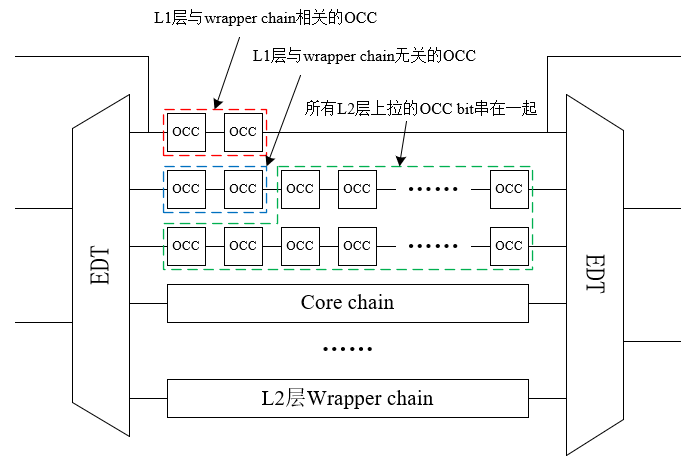 L1层与wrapper chain相关的OCC
L1层与wrapper chain无关的OCC
所有L2层上拉的OCC bit串在一起
OCC OCC
OCC OCC OCC OCC …… OCC
OCC OCC OCC OCC …… OCC
EDT
EDT
Core chain
……
L2层Wrapper chain